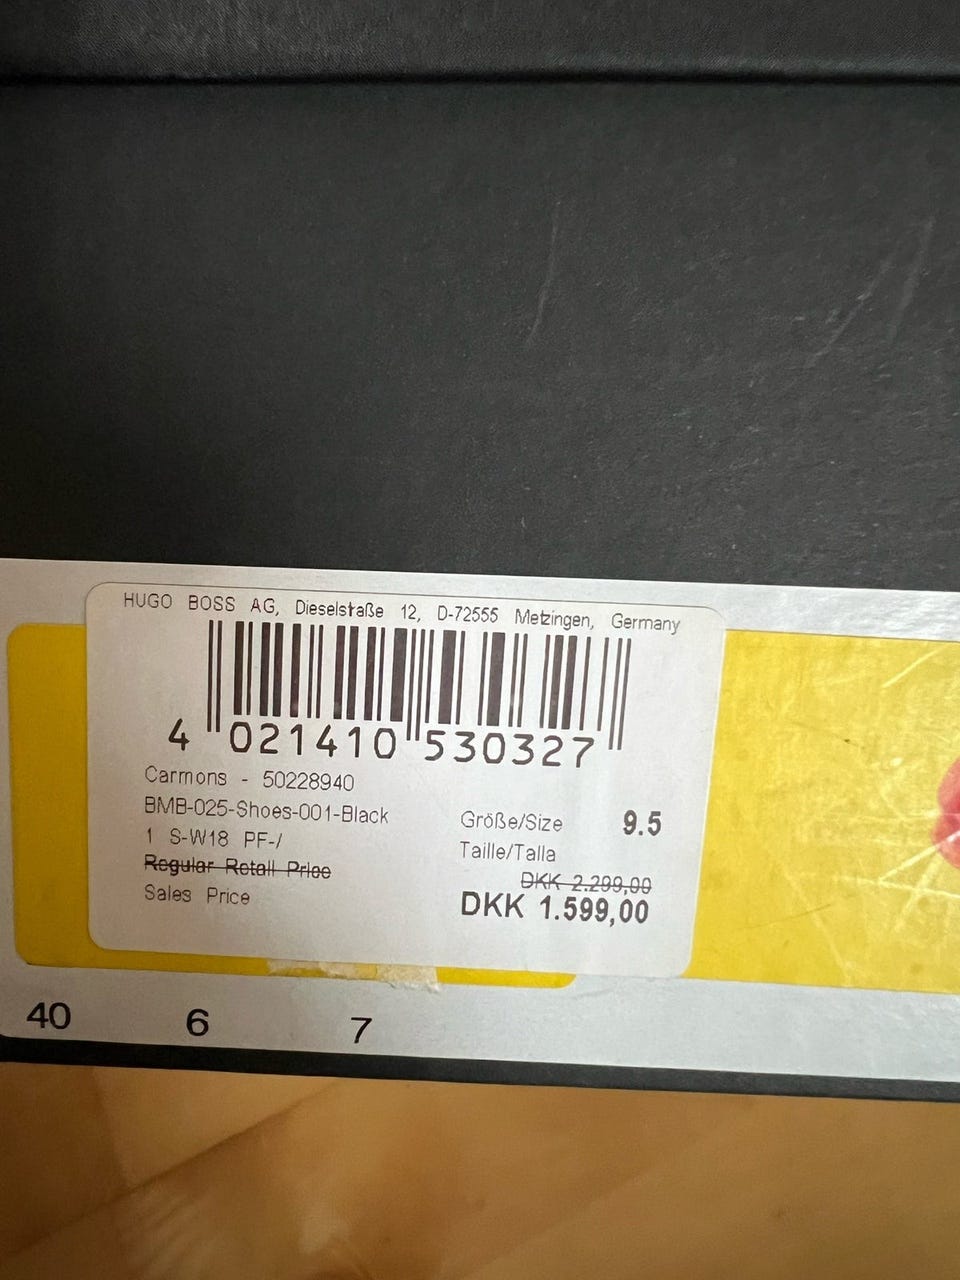 HUGO BOSS AG, Dieselstaße 12, D-72555 Metzingen, Germany
4 021410 530327
Carmons - 50228940
BMB-025-Shoes-001-Black
1 S-W18 PF-/
Größe/Size 9.5
Taille/Talla
Regular Retail Price DKK 2.299,00
Sales Price DKK 1.599,00
40 6 7